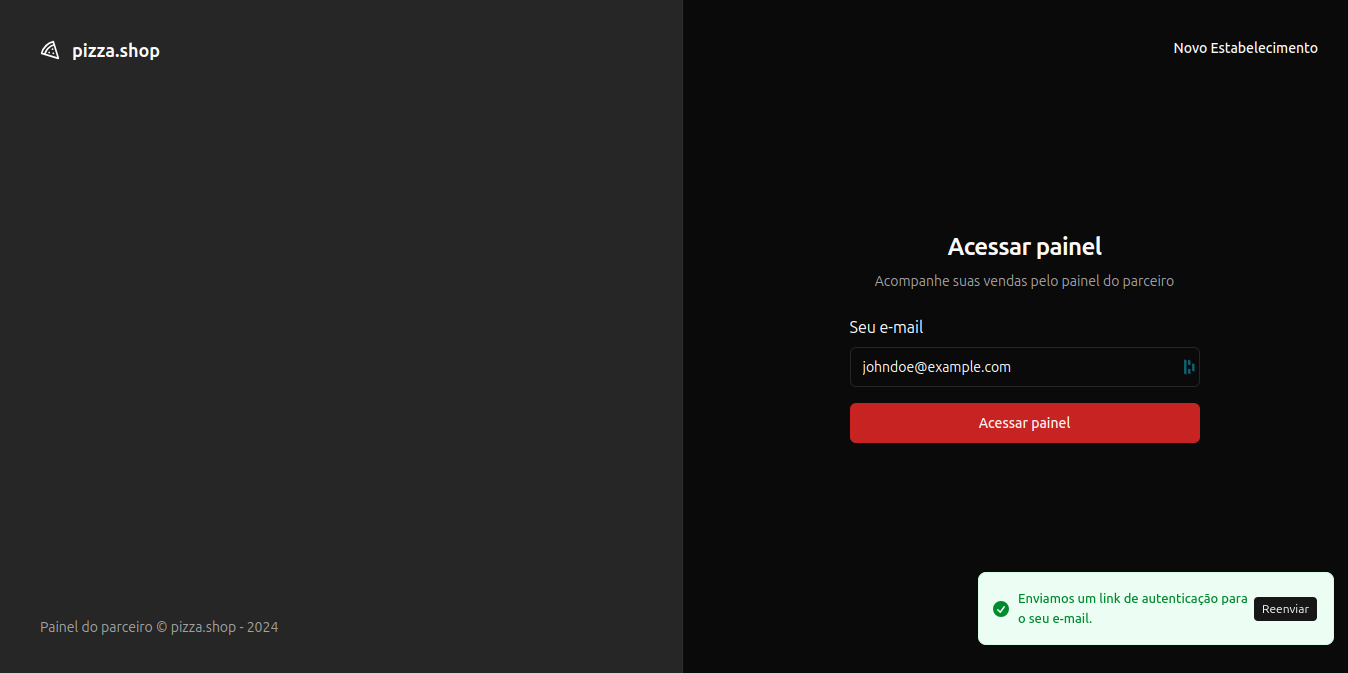 pizza.shop
Novo Estabelecimento
Acessar painel
Acompanhe suas vendas pelo painel do parceiro
Seu e-mail
johndoe@example.com
Acessar painel
Enviamos um link de autenticação para
o seu e-mail.
Reenviar
Painel do parceiro © pizza.shop - 2024